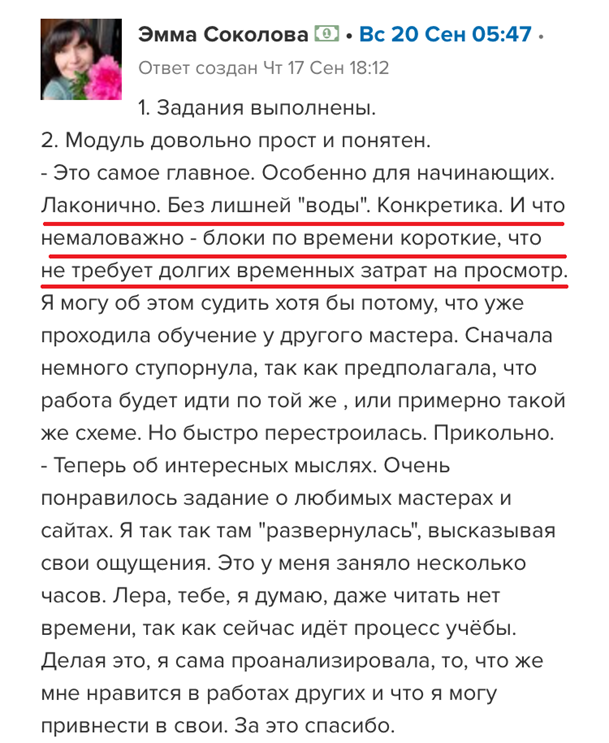 Эмма Соколова • Вс 20 Сен 05:47 •
Ответ создан Чт 17 Сен 18:12
1. Задания выполнены.
2. Модуль довольно прост и понятен.
- Это самое главное. Особенно для начинающих.
Лаконично. Без лишней "воды". Конкретика. И что
немаловажно - блоки по времени короткие, что
не требует долгих временных затрат на просмотр.
Я могу об этом судить хотя бы потому, что уже
проходила обучение у другого мастера. Сначала
немного ступорнула, так как предполагала, что
работа будет идти по той же , или примерно такой
же схеме. Но быстро перестроилась. Прикольно.
- Теперь об интересных мыслях. Очень
понравилось задание о любимых мастерах и
сайтах. Я так так там "развернулась", высказывая
свои ощущения. Это у меня заняло несколько
часов. Лера, тебе, я думаю, даже читать нет
времени, так как сейчас идёт процесс учёбы.
Делая это, я сама проанализировала, то, что же
мне нравится в работах других и что я могу
привнести в свои. За это спасибо.